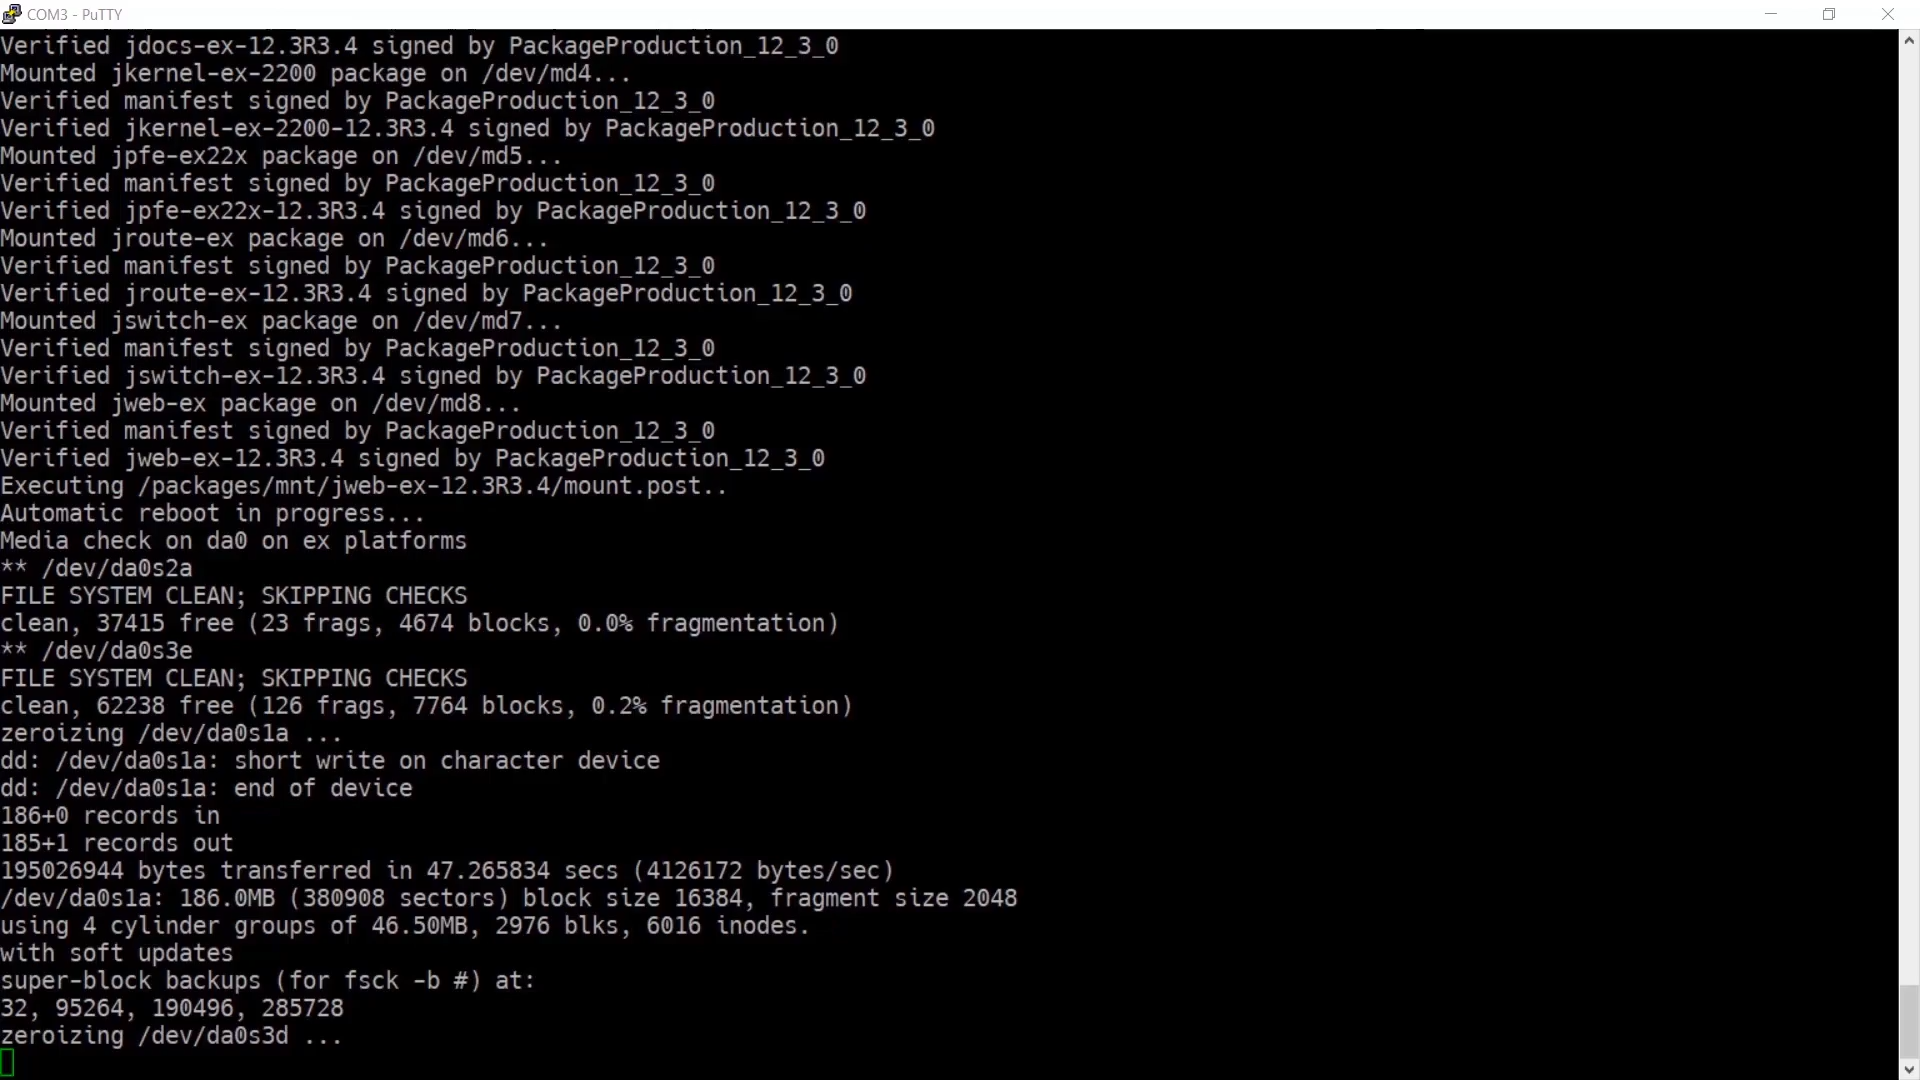 COM3 - PuTTY
Verified jdocs-ex-12.3R3.4 signed by PackageProduction_12_3_0
Mounted jkernel-ex-2200 package on /dev/md4...
Verified manifest signed by PackageProduction_12_3_0
Verified jkernel-ex-2200-12.3R3.4 signed by PackageProduction_12_3_0
Mounted jpfe-ex22x package on /dev/md5...
Verified manifest signed by PackageProduction_12_3_0
Verified jpfe-ex22x-12.3R3.4 signed by PackageProduction_12_3_0
Mounted jroute-ex package on /dev/md6...
Verified manifest signed by PackageProduction_12_3_0
Verified jroute-ex-12.3R3.4 signed by PackageProduction_12_3_0
Mounted jswitch-ex package on /dev/md7...
Verified manifest signed by PackageProduction_12_3_0
Verified jswitch-ex-12.3R3.4 signed by PackageProduction_12_3_0
Mounted jweb-ex package on /dev/md8...
Verified manifest signed by PackageProduction_12_3_0
Verified jweb-ex-12.3R3.4 signed by PackageProduction_12_3_0
Executing /packages/mnt/jweb-ex-12.3R3.4/mount.post..
Automatic reboot in progress...
Media check on da0 on ex platforms
** /dev/da0s2a
FILE SYSTEM CLEAN; SKIPPING CHECKS
clean, 37415 free (23 frags, 4674 blocks, 0.0% fragmentation)
** /dev/da0s3e
FILE SYSTEM CLEAN; SKIPPING CHECKS
clean, 62238 free (126 frags, 7764 blocks, 0.2% fragmentation)
zeroizing /dev/da0s1a ...
dd: /dev/da0s1a: short write on character device
dd: /dev/da0s1a: end of device
186+0 records in
185+1 records out
195026944 bytes transferred in 47.265834 secs (4126172 bytes/sec)
/dev/da0s1a: 186.0MB (380908 sectors) block size 16384, fragment size 2048
using 4 cylinder groups of 46.50MB, 2976 blks, 6016 inodes.
with soft updates
super-block backups (for fsck -b #) at:
32, 95264, 190496, 285728
zeroizing /dev/da0s3d ...